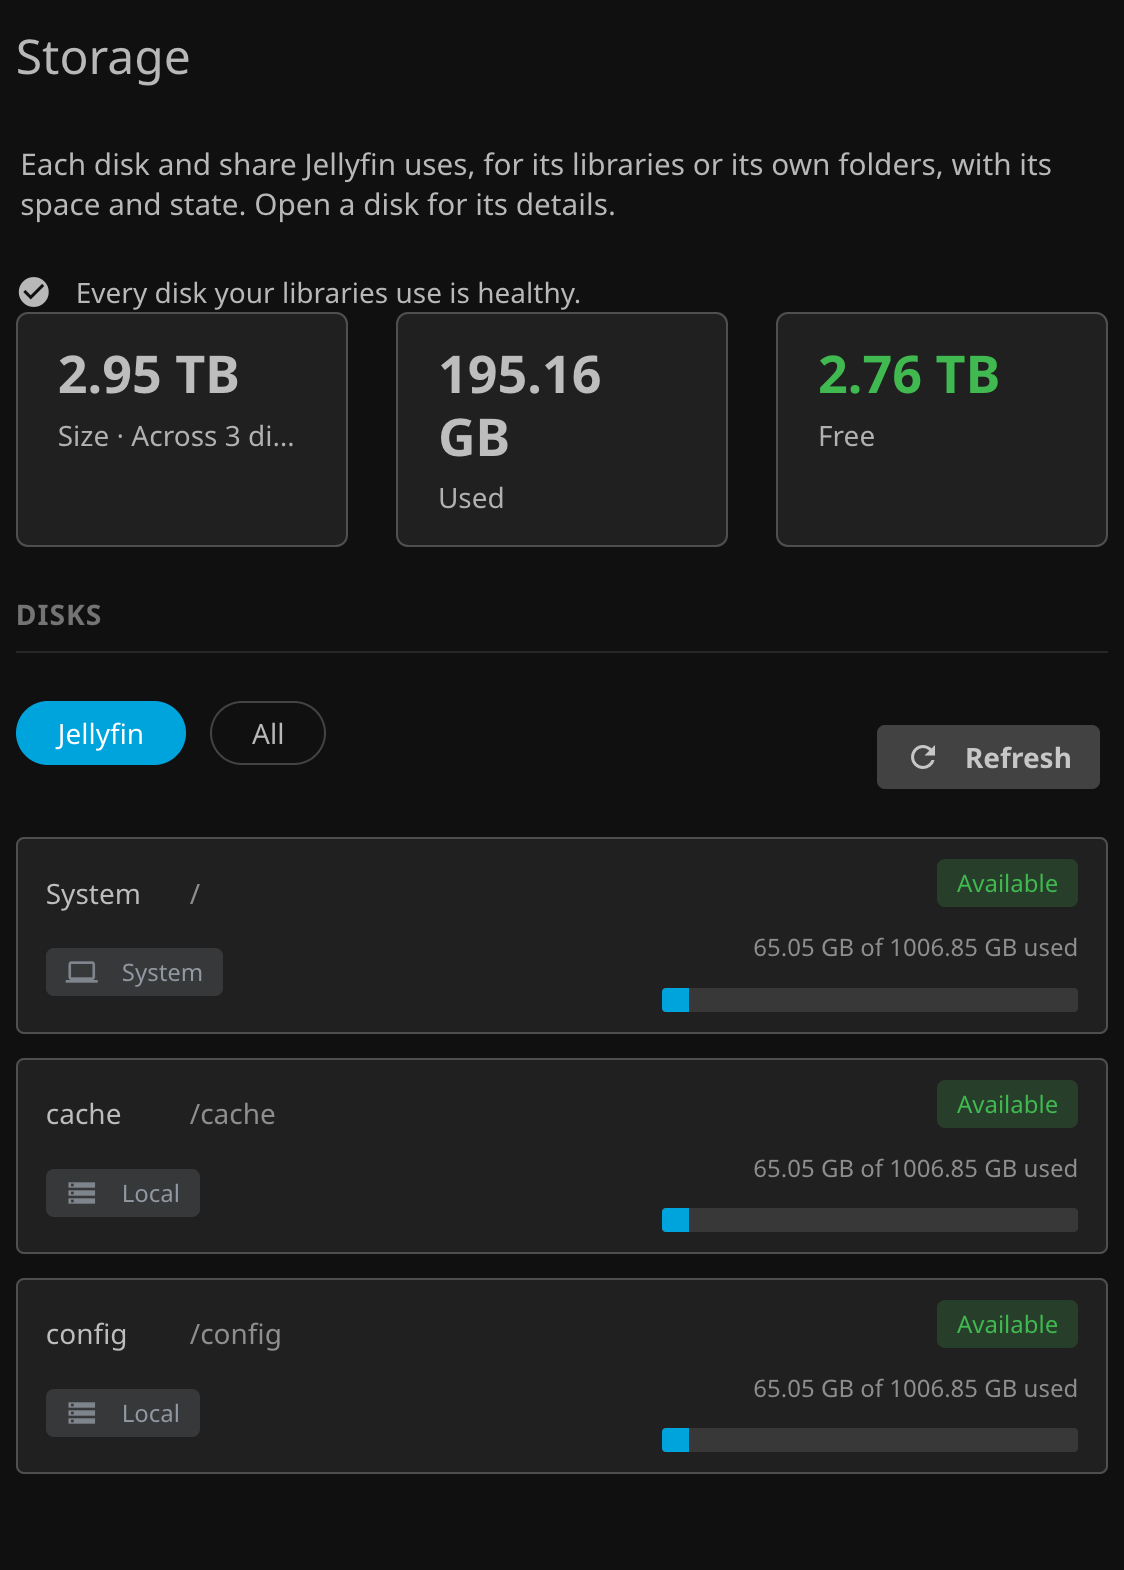 Storage
Each disk and share Jellyfin uses, for its libraries or its own folders, with its
space and state. Open a disk for its details.
Every disk your libraries use is healthy.
2.95 TB
Size · Across 3 di...
195.16
GB
Used
2.76 TB
Free
DISKS
Jellyfin
All
Refresh
System /
Available
65.05 GB of 1006.85 GB used
System
cache /cache
Available
65.05 GB of 1006.85 GB used
Local
config /config
Available
65.05 GB of 1006.85 GB used
Local